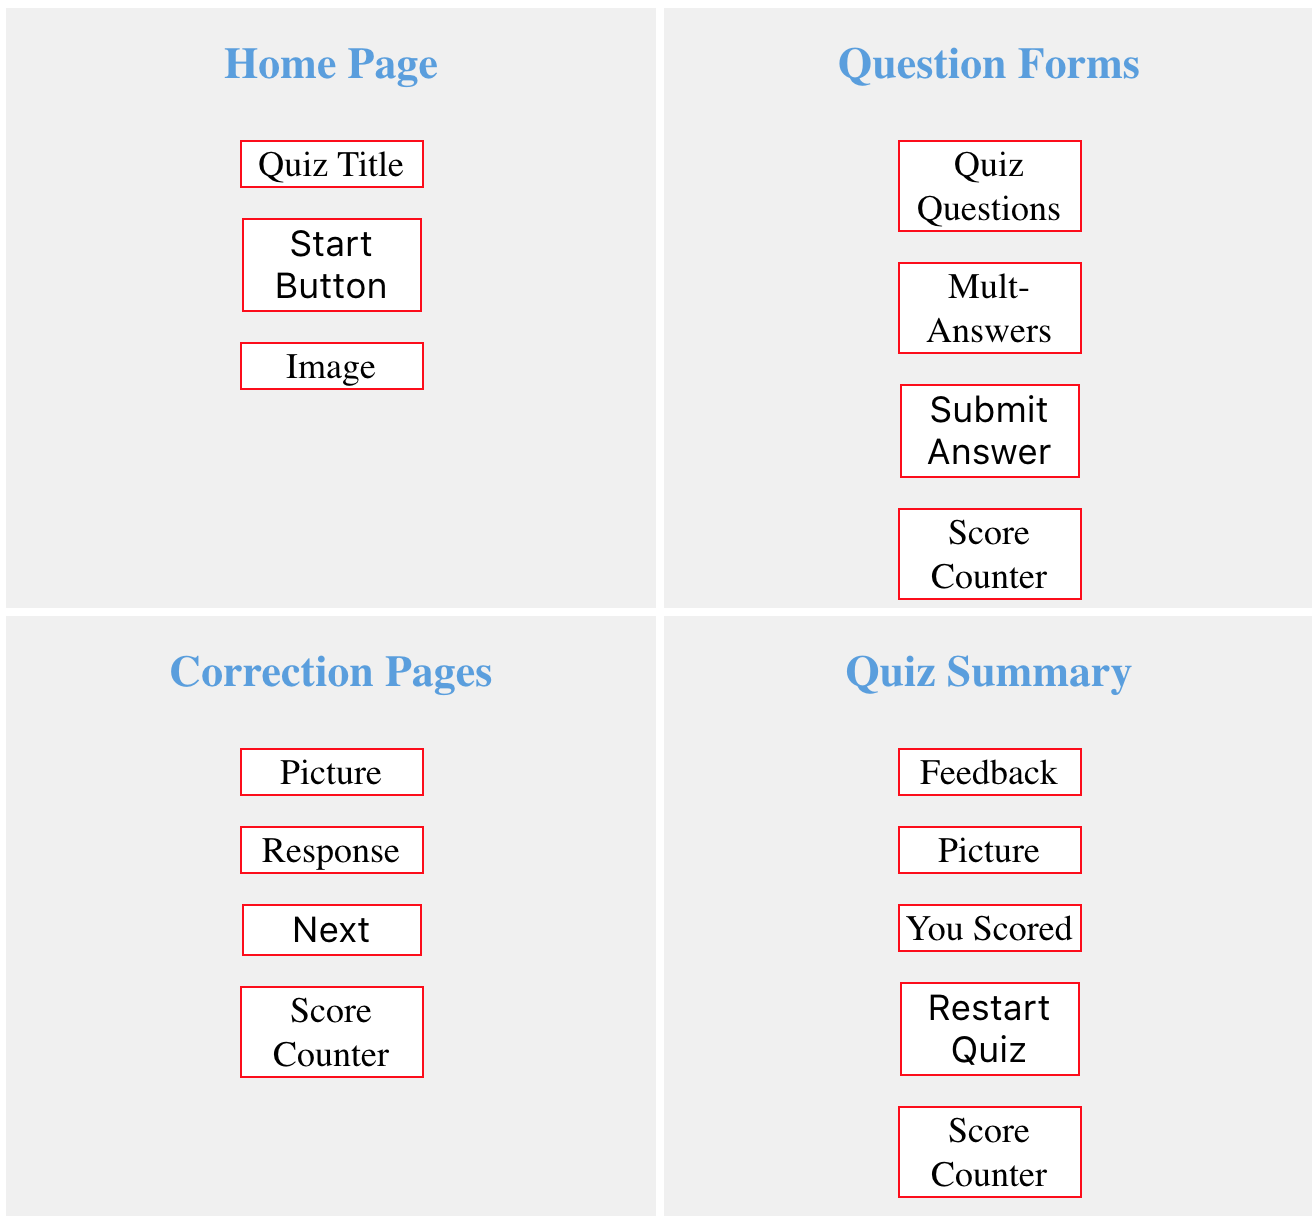 Home Page
Quiz Title
Start
Button
Image
Question Forms
Quiz
Questions
Mult-
Answers
Submit
Answer
Score
Counter
Correction Pages
Picture
Response
Next
Score
Counter
Quiz Summary
Feedback
Picture
You Scored
Restart
Quiz
Score
Counter